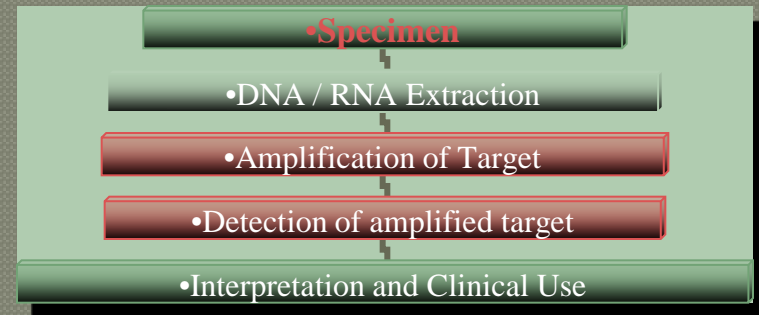 •Specimen
•DNA / RNA Extraction
•Amplification of Target
•Detection of amplified target
•Interpretation and Clinical Use